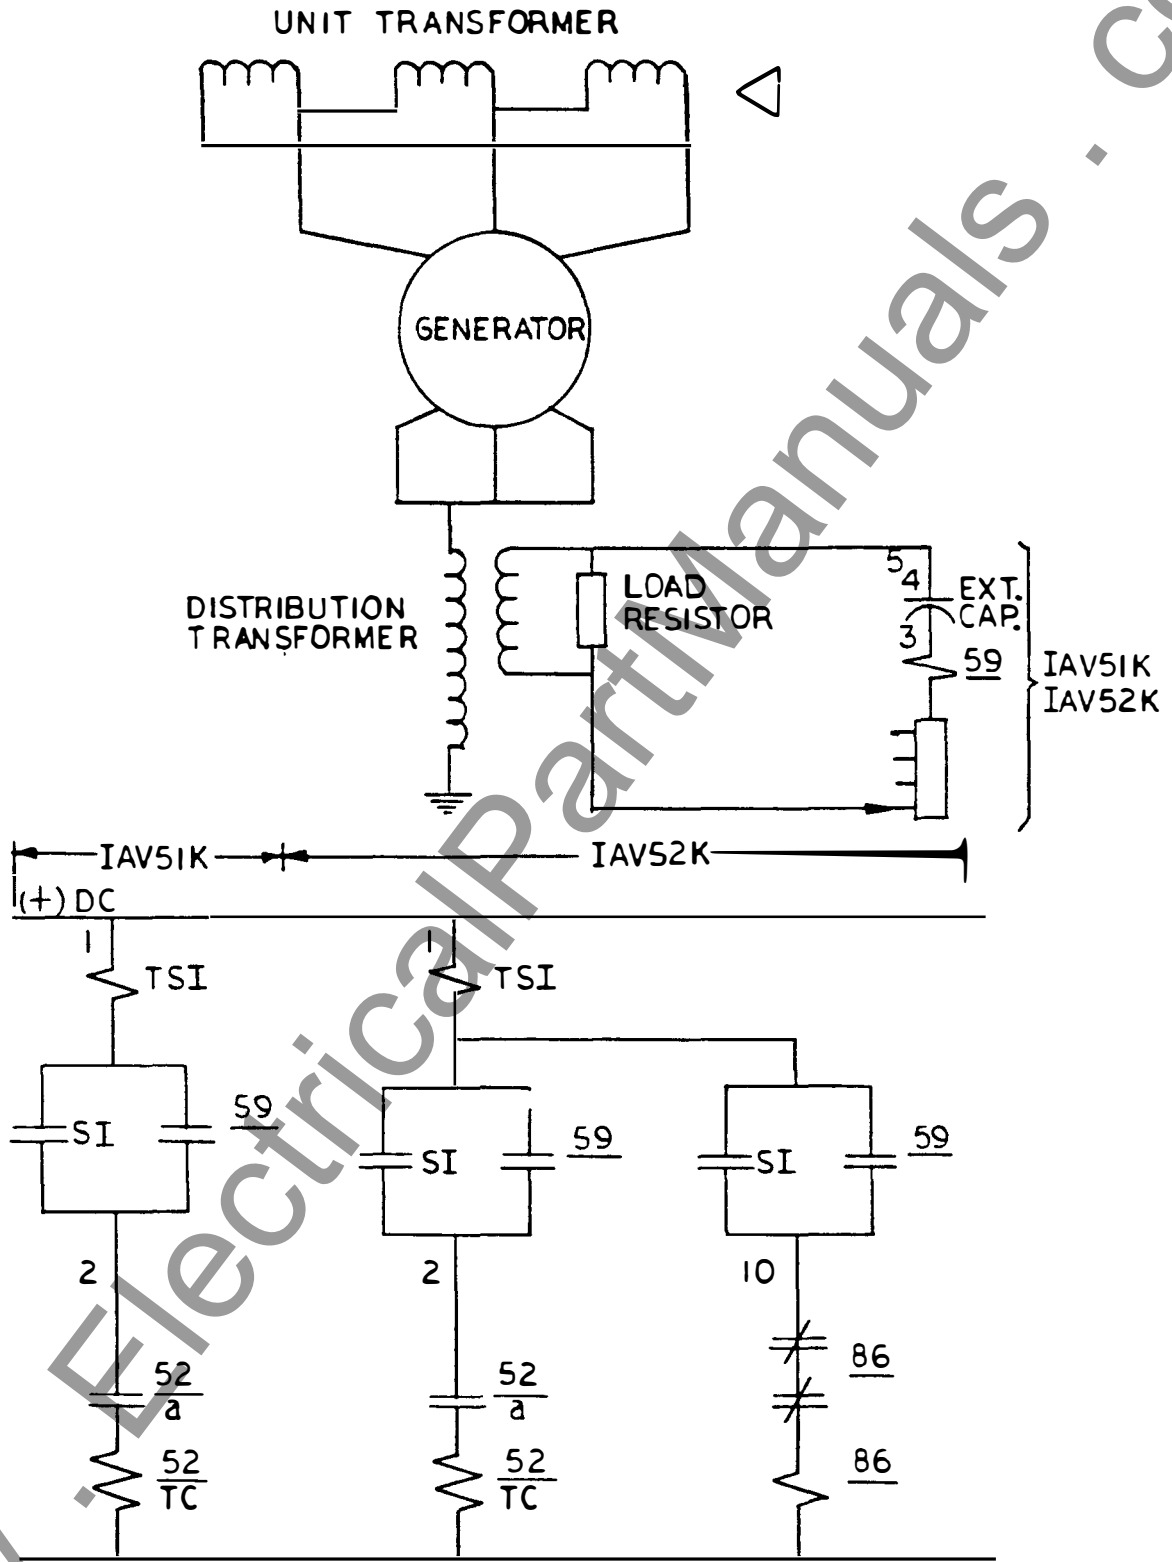 UNIT TRANSFORMER
GENERATOR
DISTRIBUTION
TRANSFORMER
LOAD
RESISTOR
5
4
3
EXT.
CAP.
59
IAV51K
IAV52K
IAV51K
IAV52K
(+) DC
1
TSI
1
TSI
SI
59
SI
59
SI
59
2
2
10
52
a
52
a
86
52
TC
52
TC
86
. ElectricalPartManuals . c